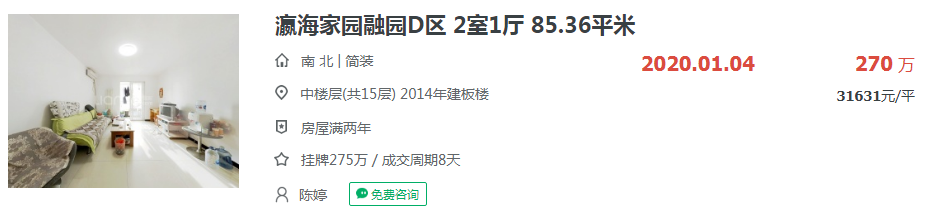 瀛海家园融园D区 2室1厅 85.36平米
南 北 | 简装
2020.01.04
270 万
中楼层(共15层) 2014年建板楼
31631元/平
房屋满两年
挂牌275万 / 成交周期8天
陈婷
免费咨询